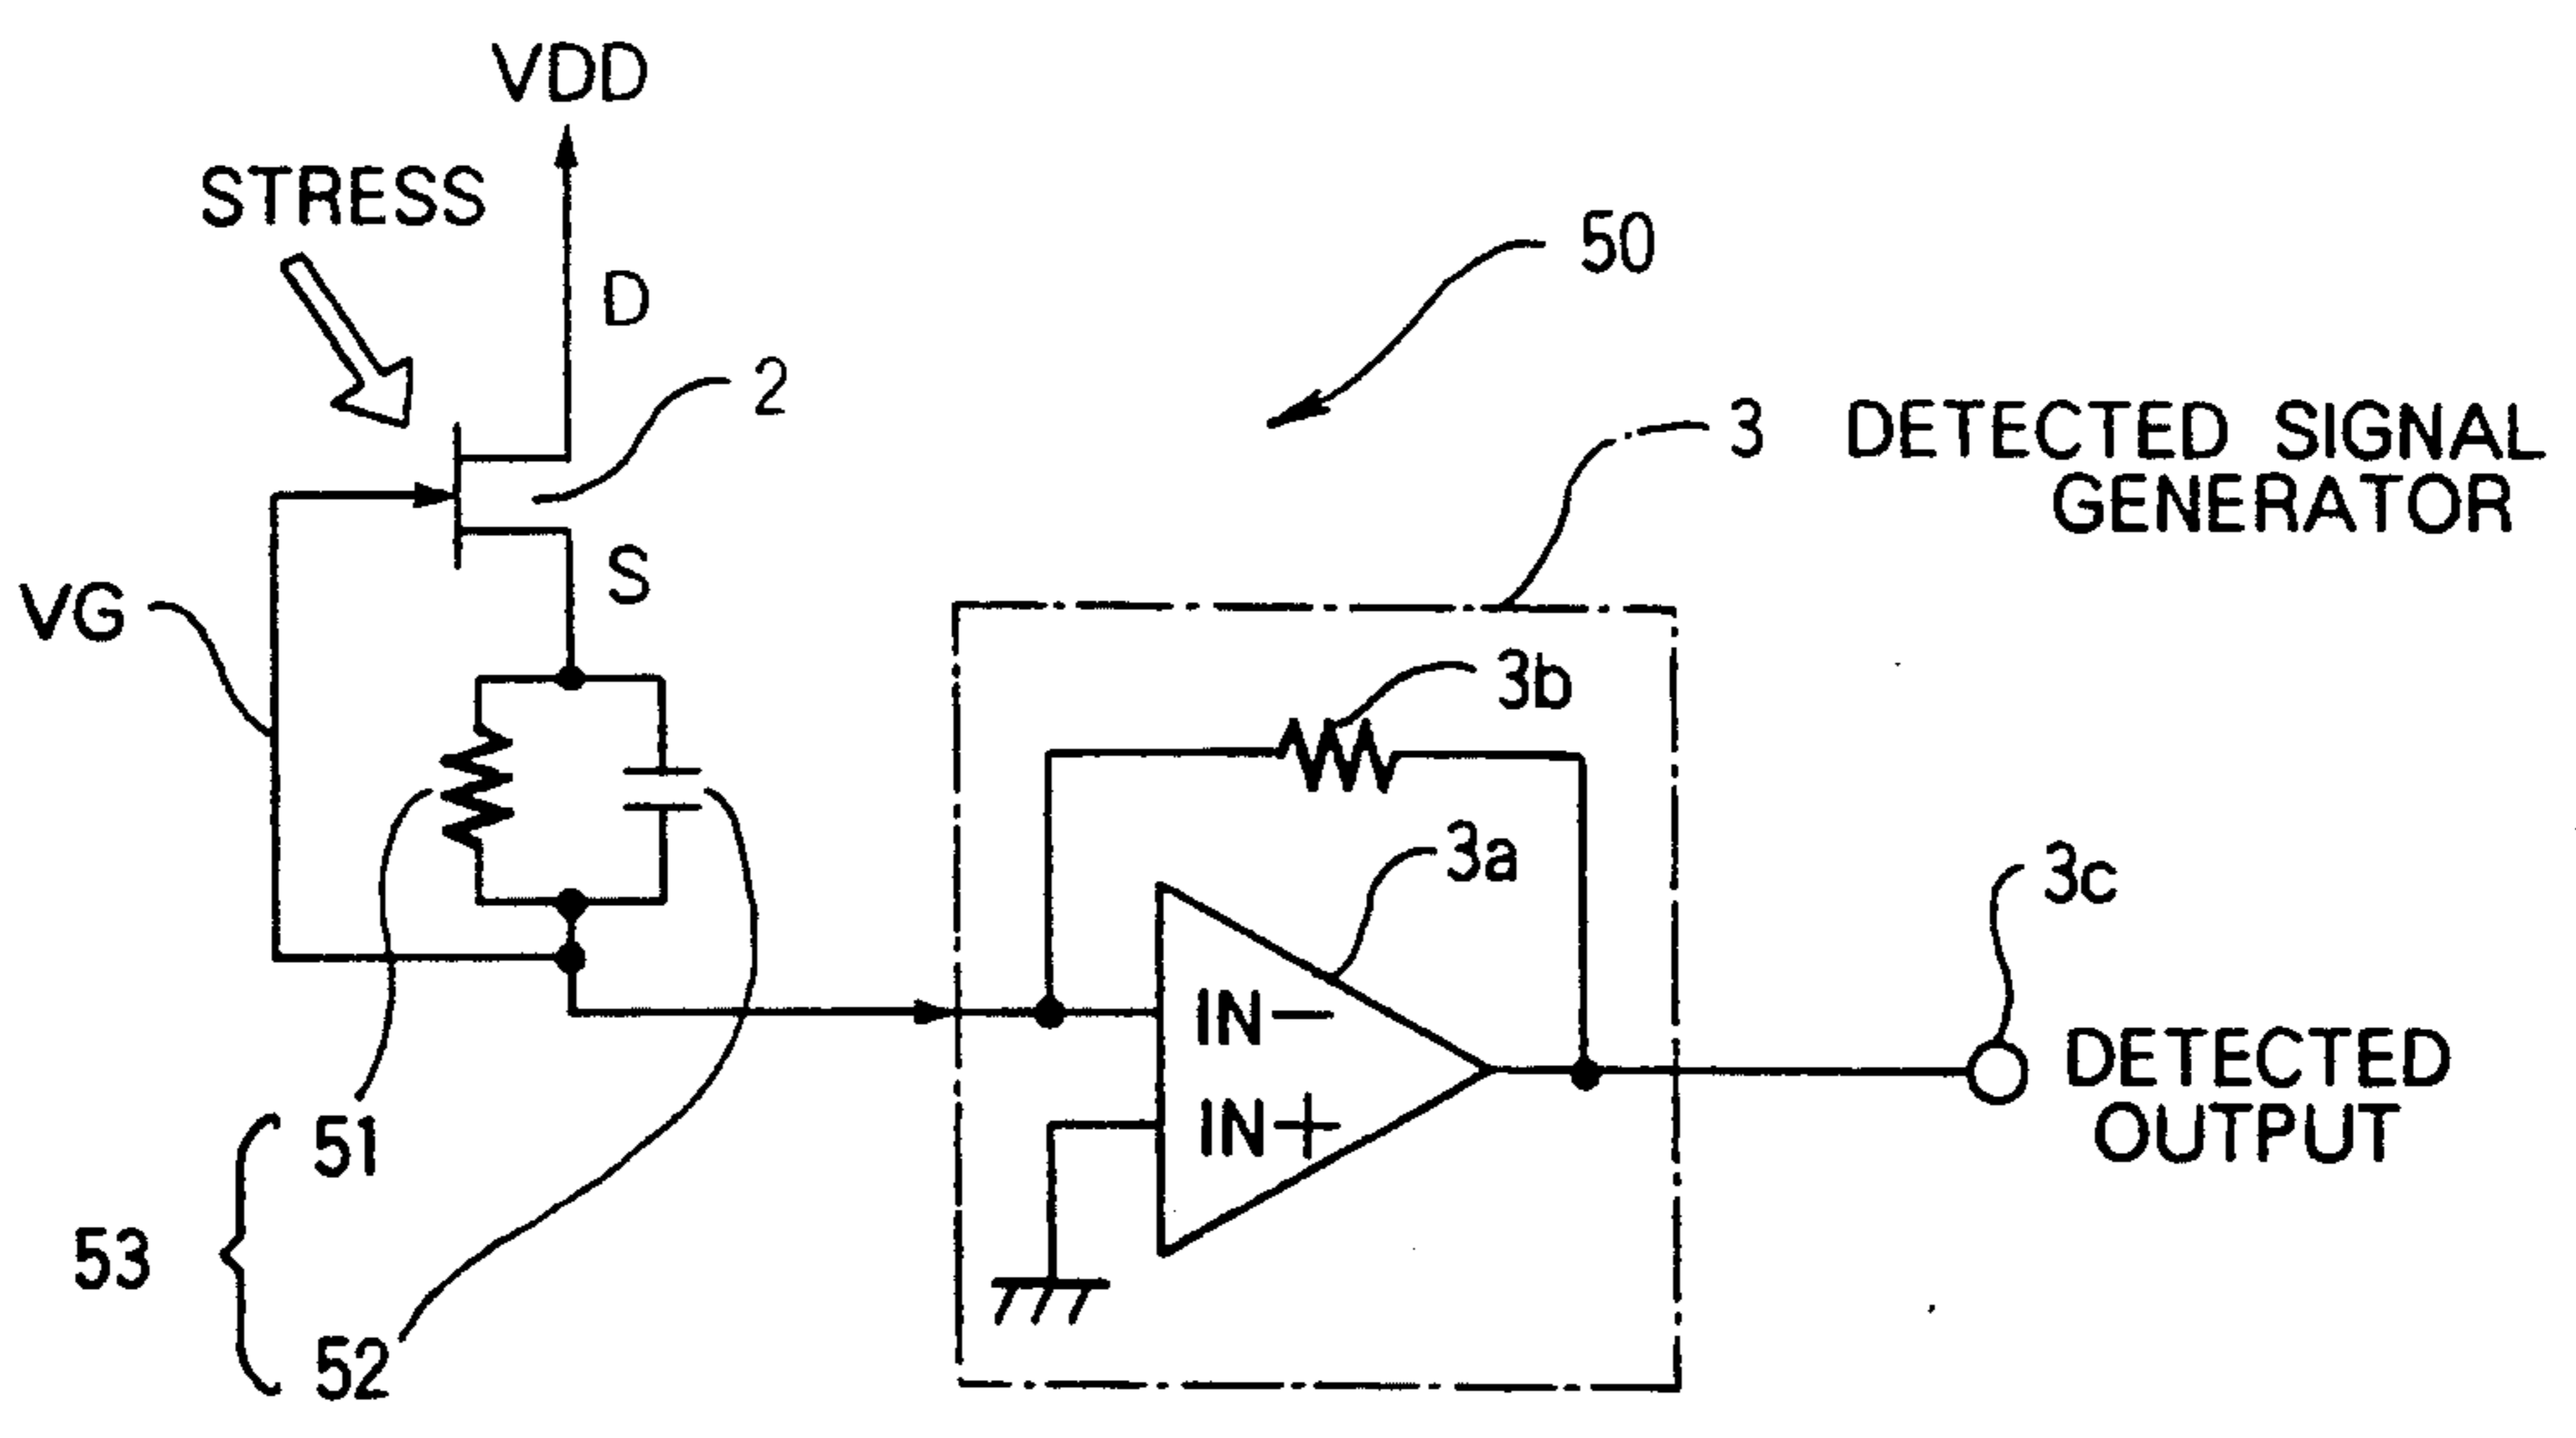 VDD
STRESS
50
D
2
3 DETECTED SIGNAL
GENERATOR
S
VG
3b
3a
3c
IN−
DETECTED
OUTPUT
IN+
51
53
52